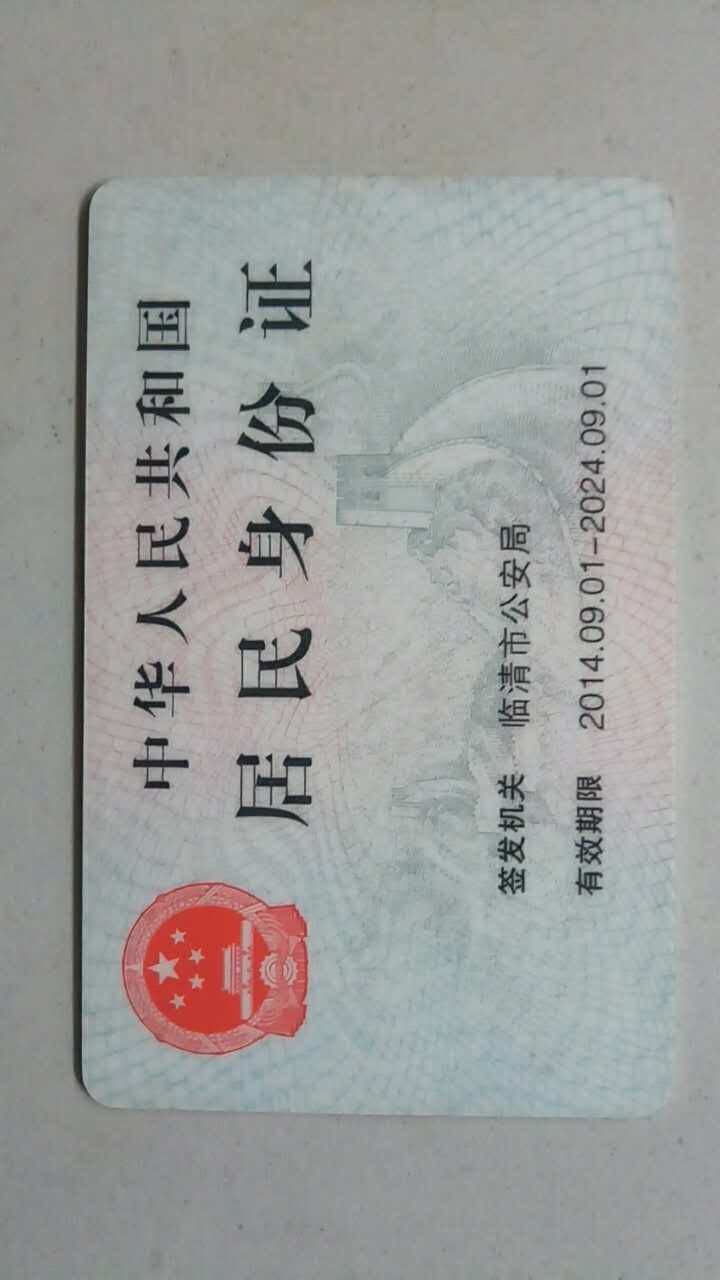 中华人民共和国
居民身份证
签发机关 临清市公安局
有效期限 2014.09.01-2024.09.01